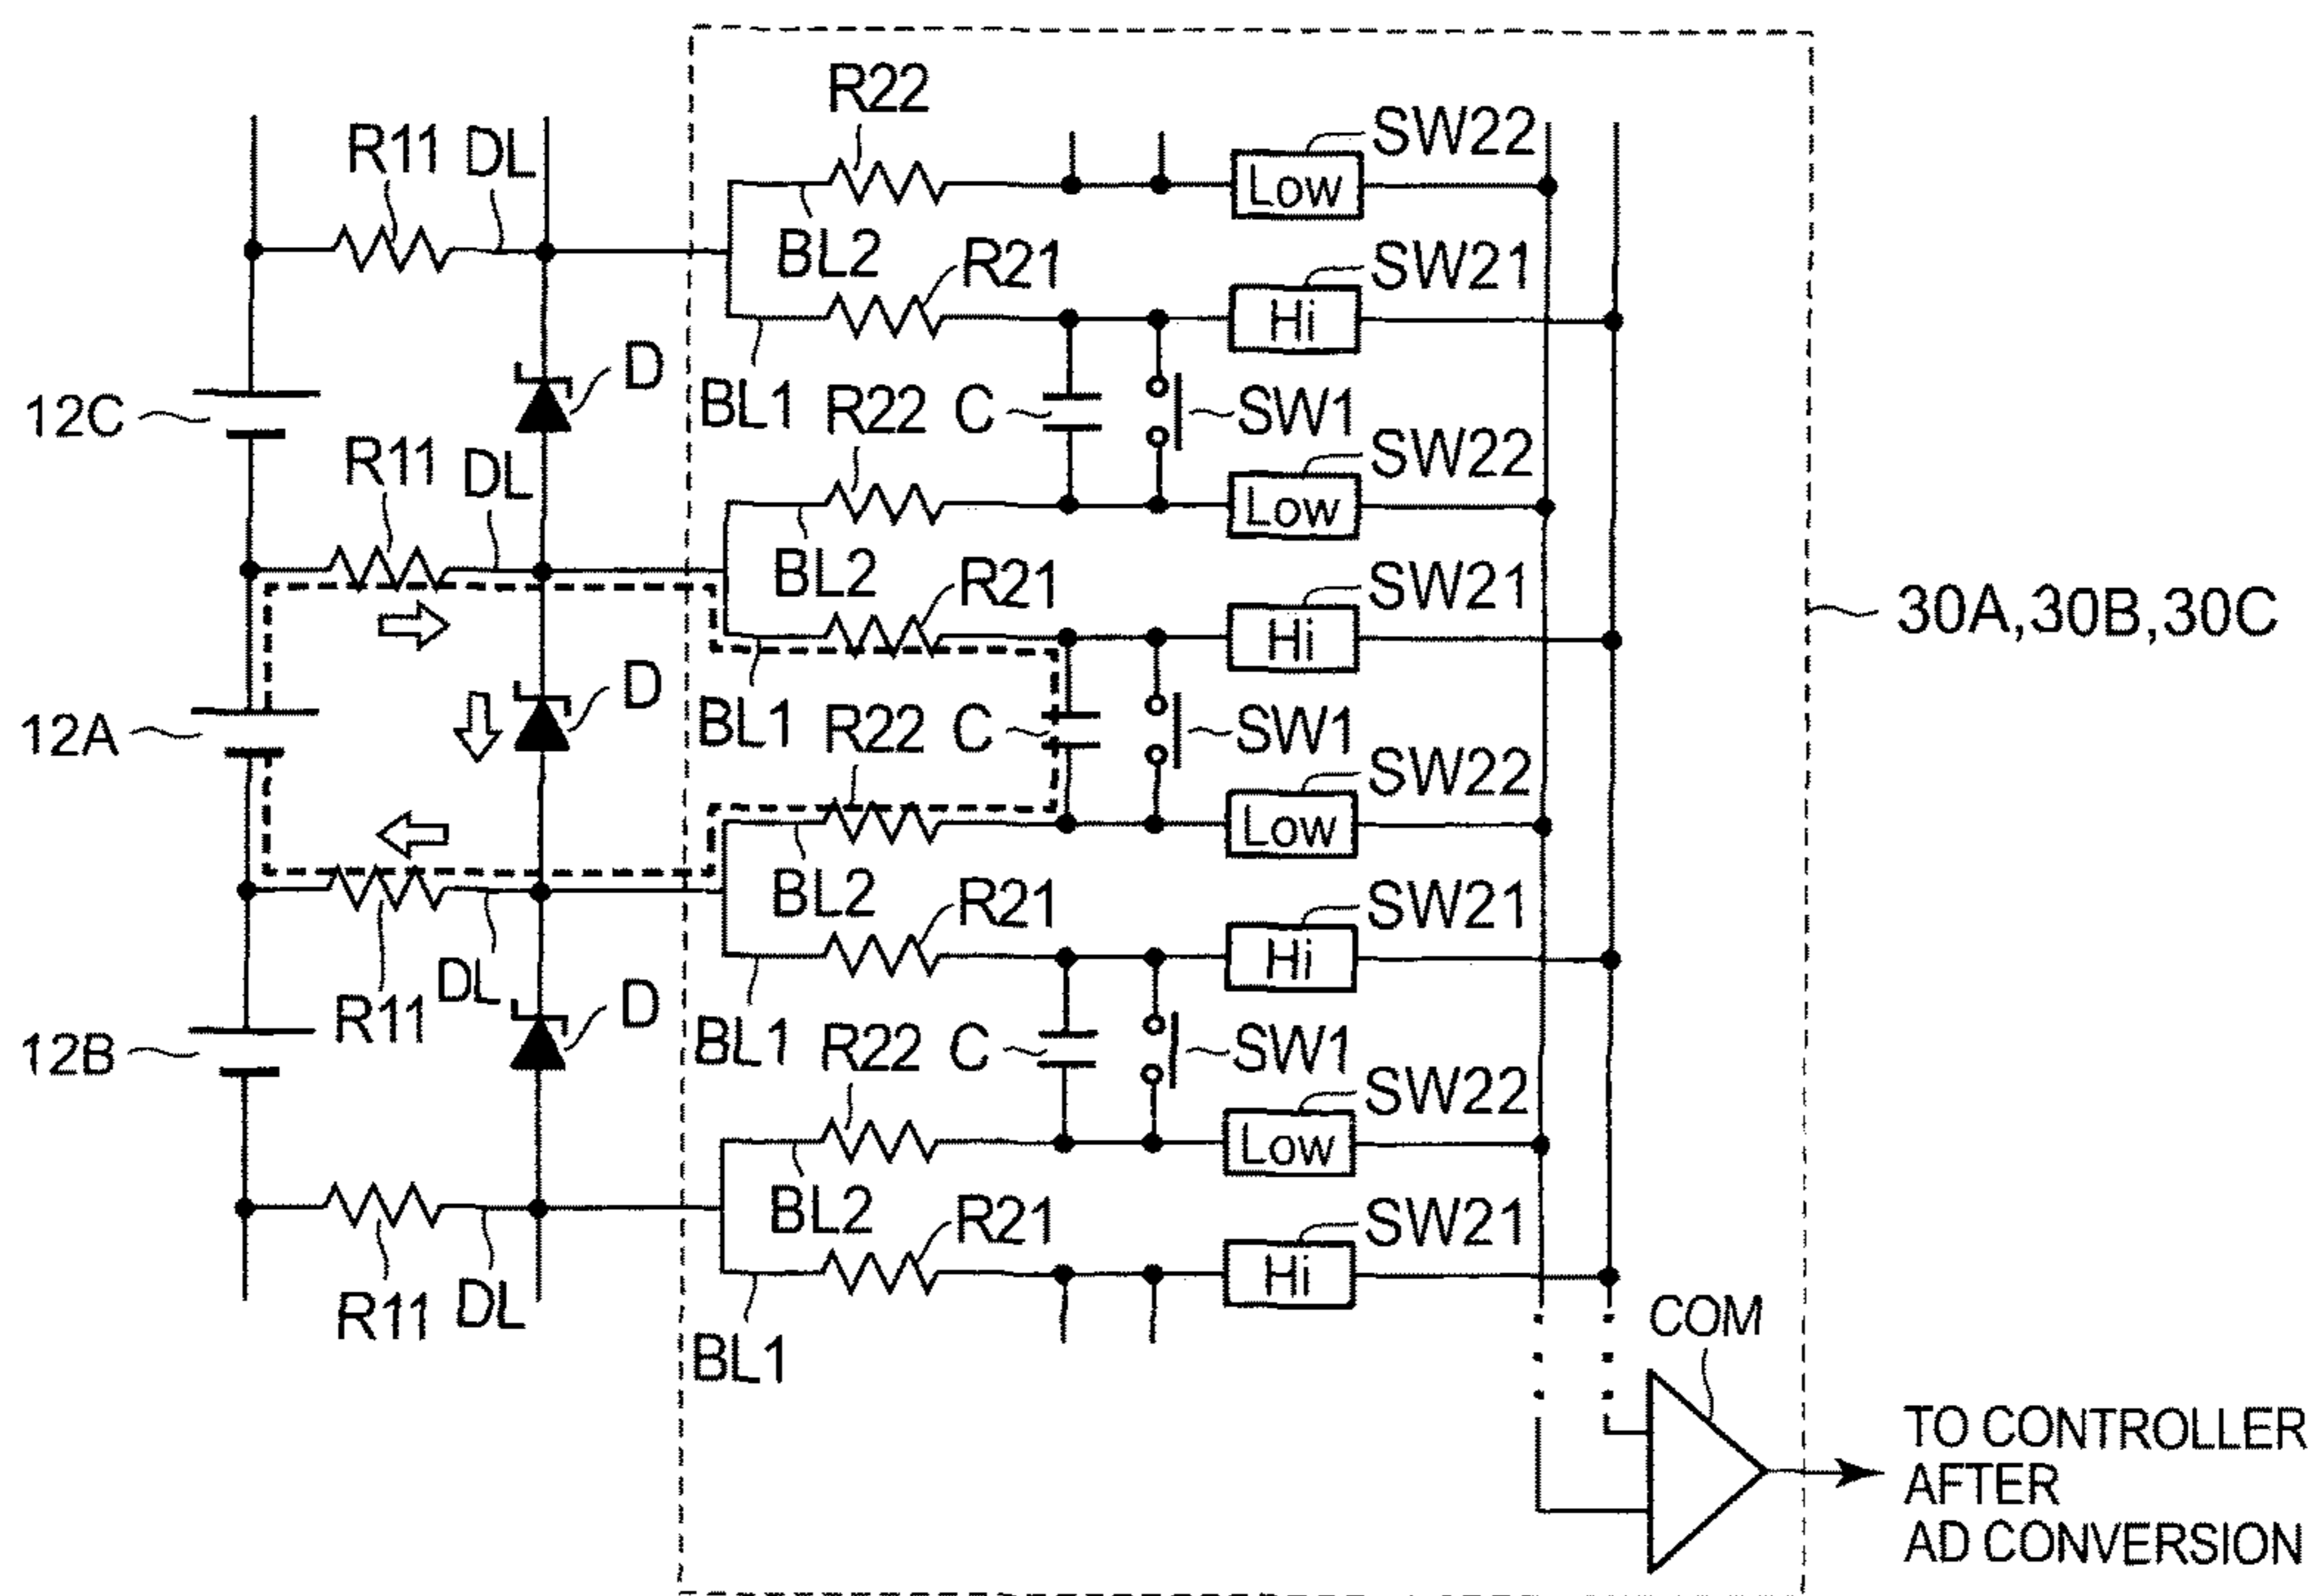 R22
SW22
R11 DL
Low
BL2
R21
SW21
Hi
D
12C
BL1
R22
C
SW1
R11
DL
SW22
Low
BL2
R21
SW21
Hi
30A,30B,30C
D
12A
BL1
R22
C
SW1
SW22
Low
BL2
R21
SW21
Hi
DL
R11
D
12B
BL1
R22
C
SW1
SW22
Low
BL2
R21
SW21
Hi
R11
DL
BL1
COM
TO CONTROLLER
AFTER
AD CONVERSION